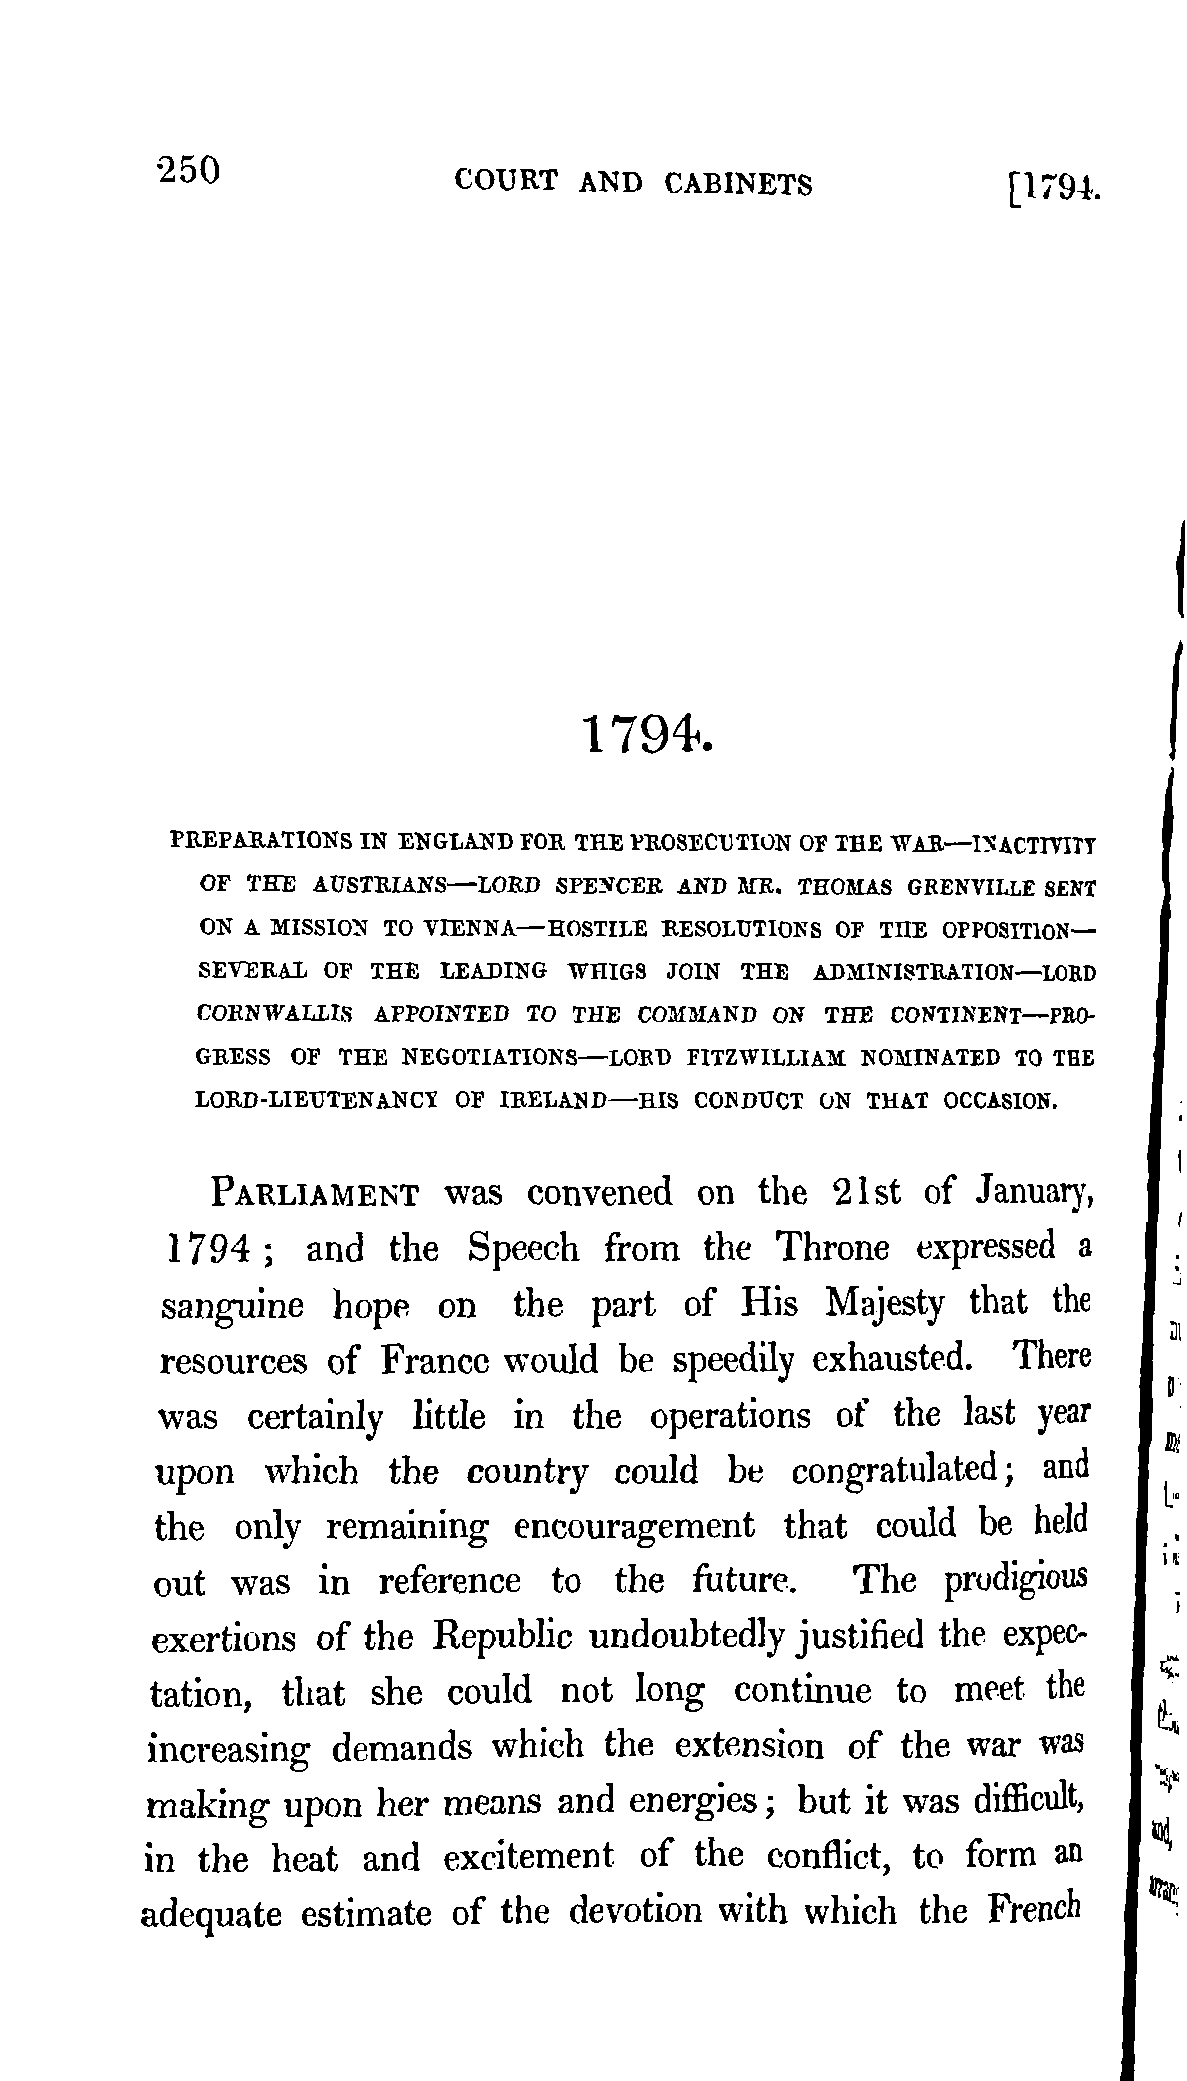 250 COURT AND CABINETS [1794.
1794.
PREPARATIONS IN ENGLAND FOR THE PROSECUTION OF THE WAR—INACTIVITY
OF THE AUSTRIANS—LORD SPENCER AND MR. THOMAS GRENVILLE SENT
ON A MISSION TO VIENNA—HOSTILE RESOLUTIONS OF THE OPPOSITION—
SEVERAL OF THE LEADING WHIGS JOIN THE ADMINISTRATION—LORD
CORNWALLIS APPOINTED TO THE COMMAND ON THE CONTINENT—PRO-
GRESS OF THE NEGOTIATIONS—LORD FITZWILLIAM NOMINATED TO THE
LORD-LIEUTENANCY OF IRELAND—HIS CONDUCT ON THAT OCCASION.
PARLIAMENT was convened on the 21st of January,
1794 ; and the Speech from the Throne expressed a
sanguine hope on the part of His Majesty that the
resources of France would be speedily exhausted. There
was certainly little in the operations of the last year
upon which the country could be congratulated; and
the only remaining encouragement that could be held
out was in reference to the future. The prodigious
exertions of the Republic undoubtedly justified the expec-
tation, that she could not long continue to meet the
increasing demands which the extension of the war was
making upon her means and energies; but it was difficult,
in the heat and excitement of the conflict, to form an
adequate estimate of the devotion with which the French